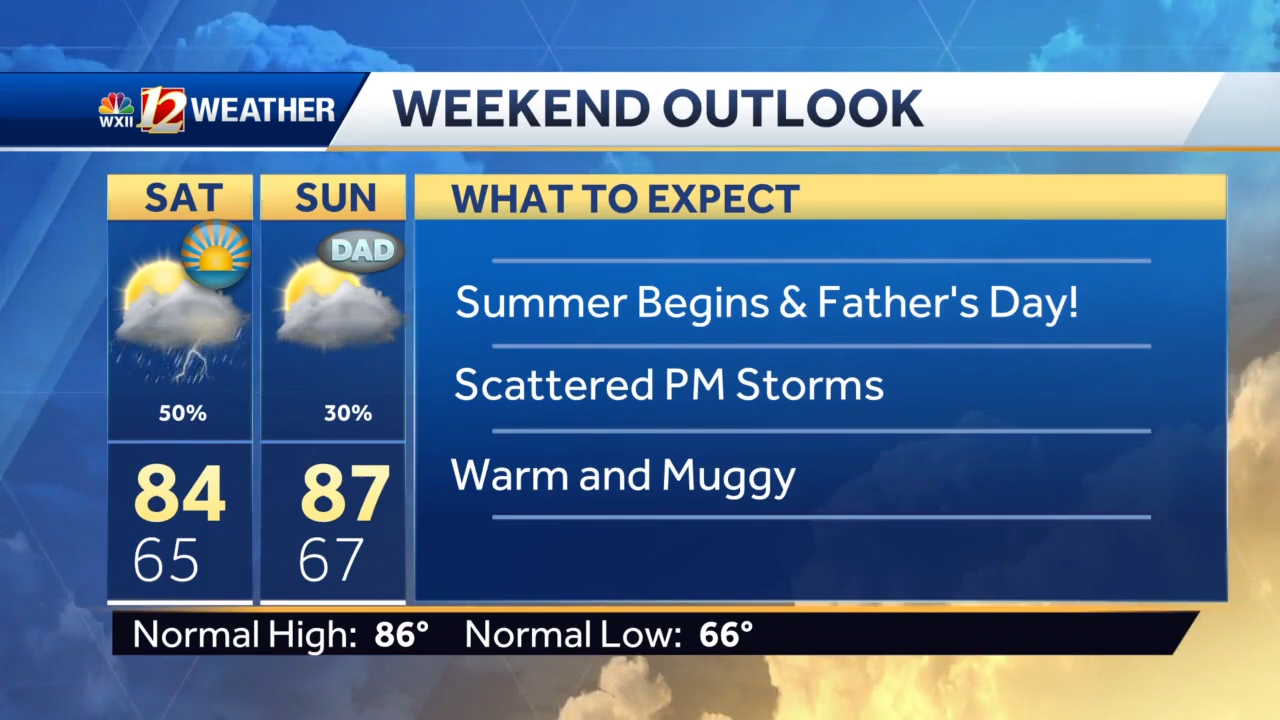 WXII 12 WEATHER
WEEKEND OUTLOOK
SAT
SUN
WHAT TO EXPECT
DAD
50%
30%
84
65
87
67
Summer Begins & Father's Day!
Scattered PM Storms
Warm and Muggy
Normal High: 86° Normal Low: 66°